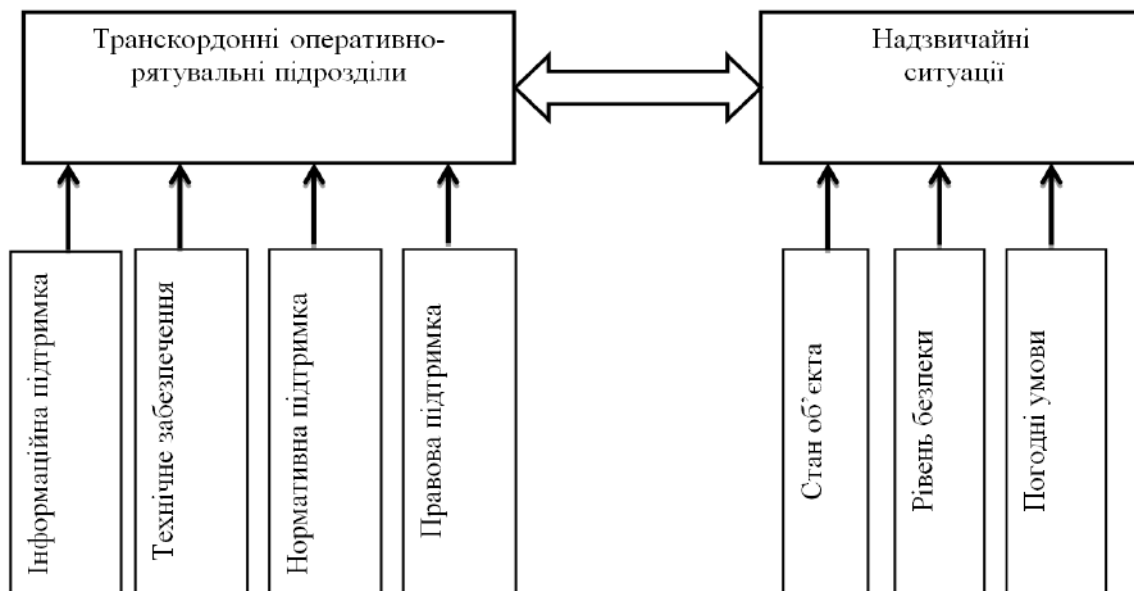 Транскордонні оперативно-
рятувальні підрозділи
Надзвичайні
ситуації
Інформаційна підтримка
Технічне забезпечення
Нормативна підтримка
Правова підтримка
Стан об’єкта
Рівень безпеки
Погодні умови